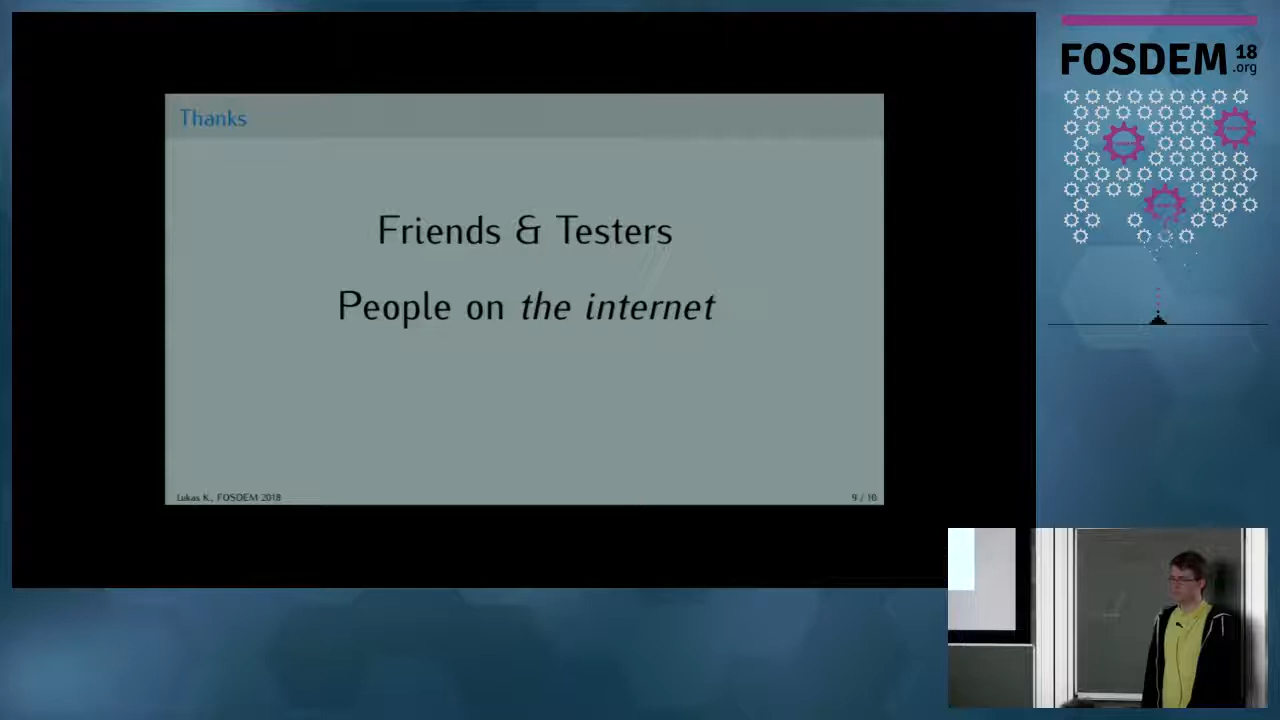 Thanks
Friends & Testers
People on the internet
Lukas K., FOSDEM 2018
9 / 10
FOSDEM 18
.org